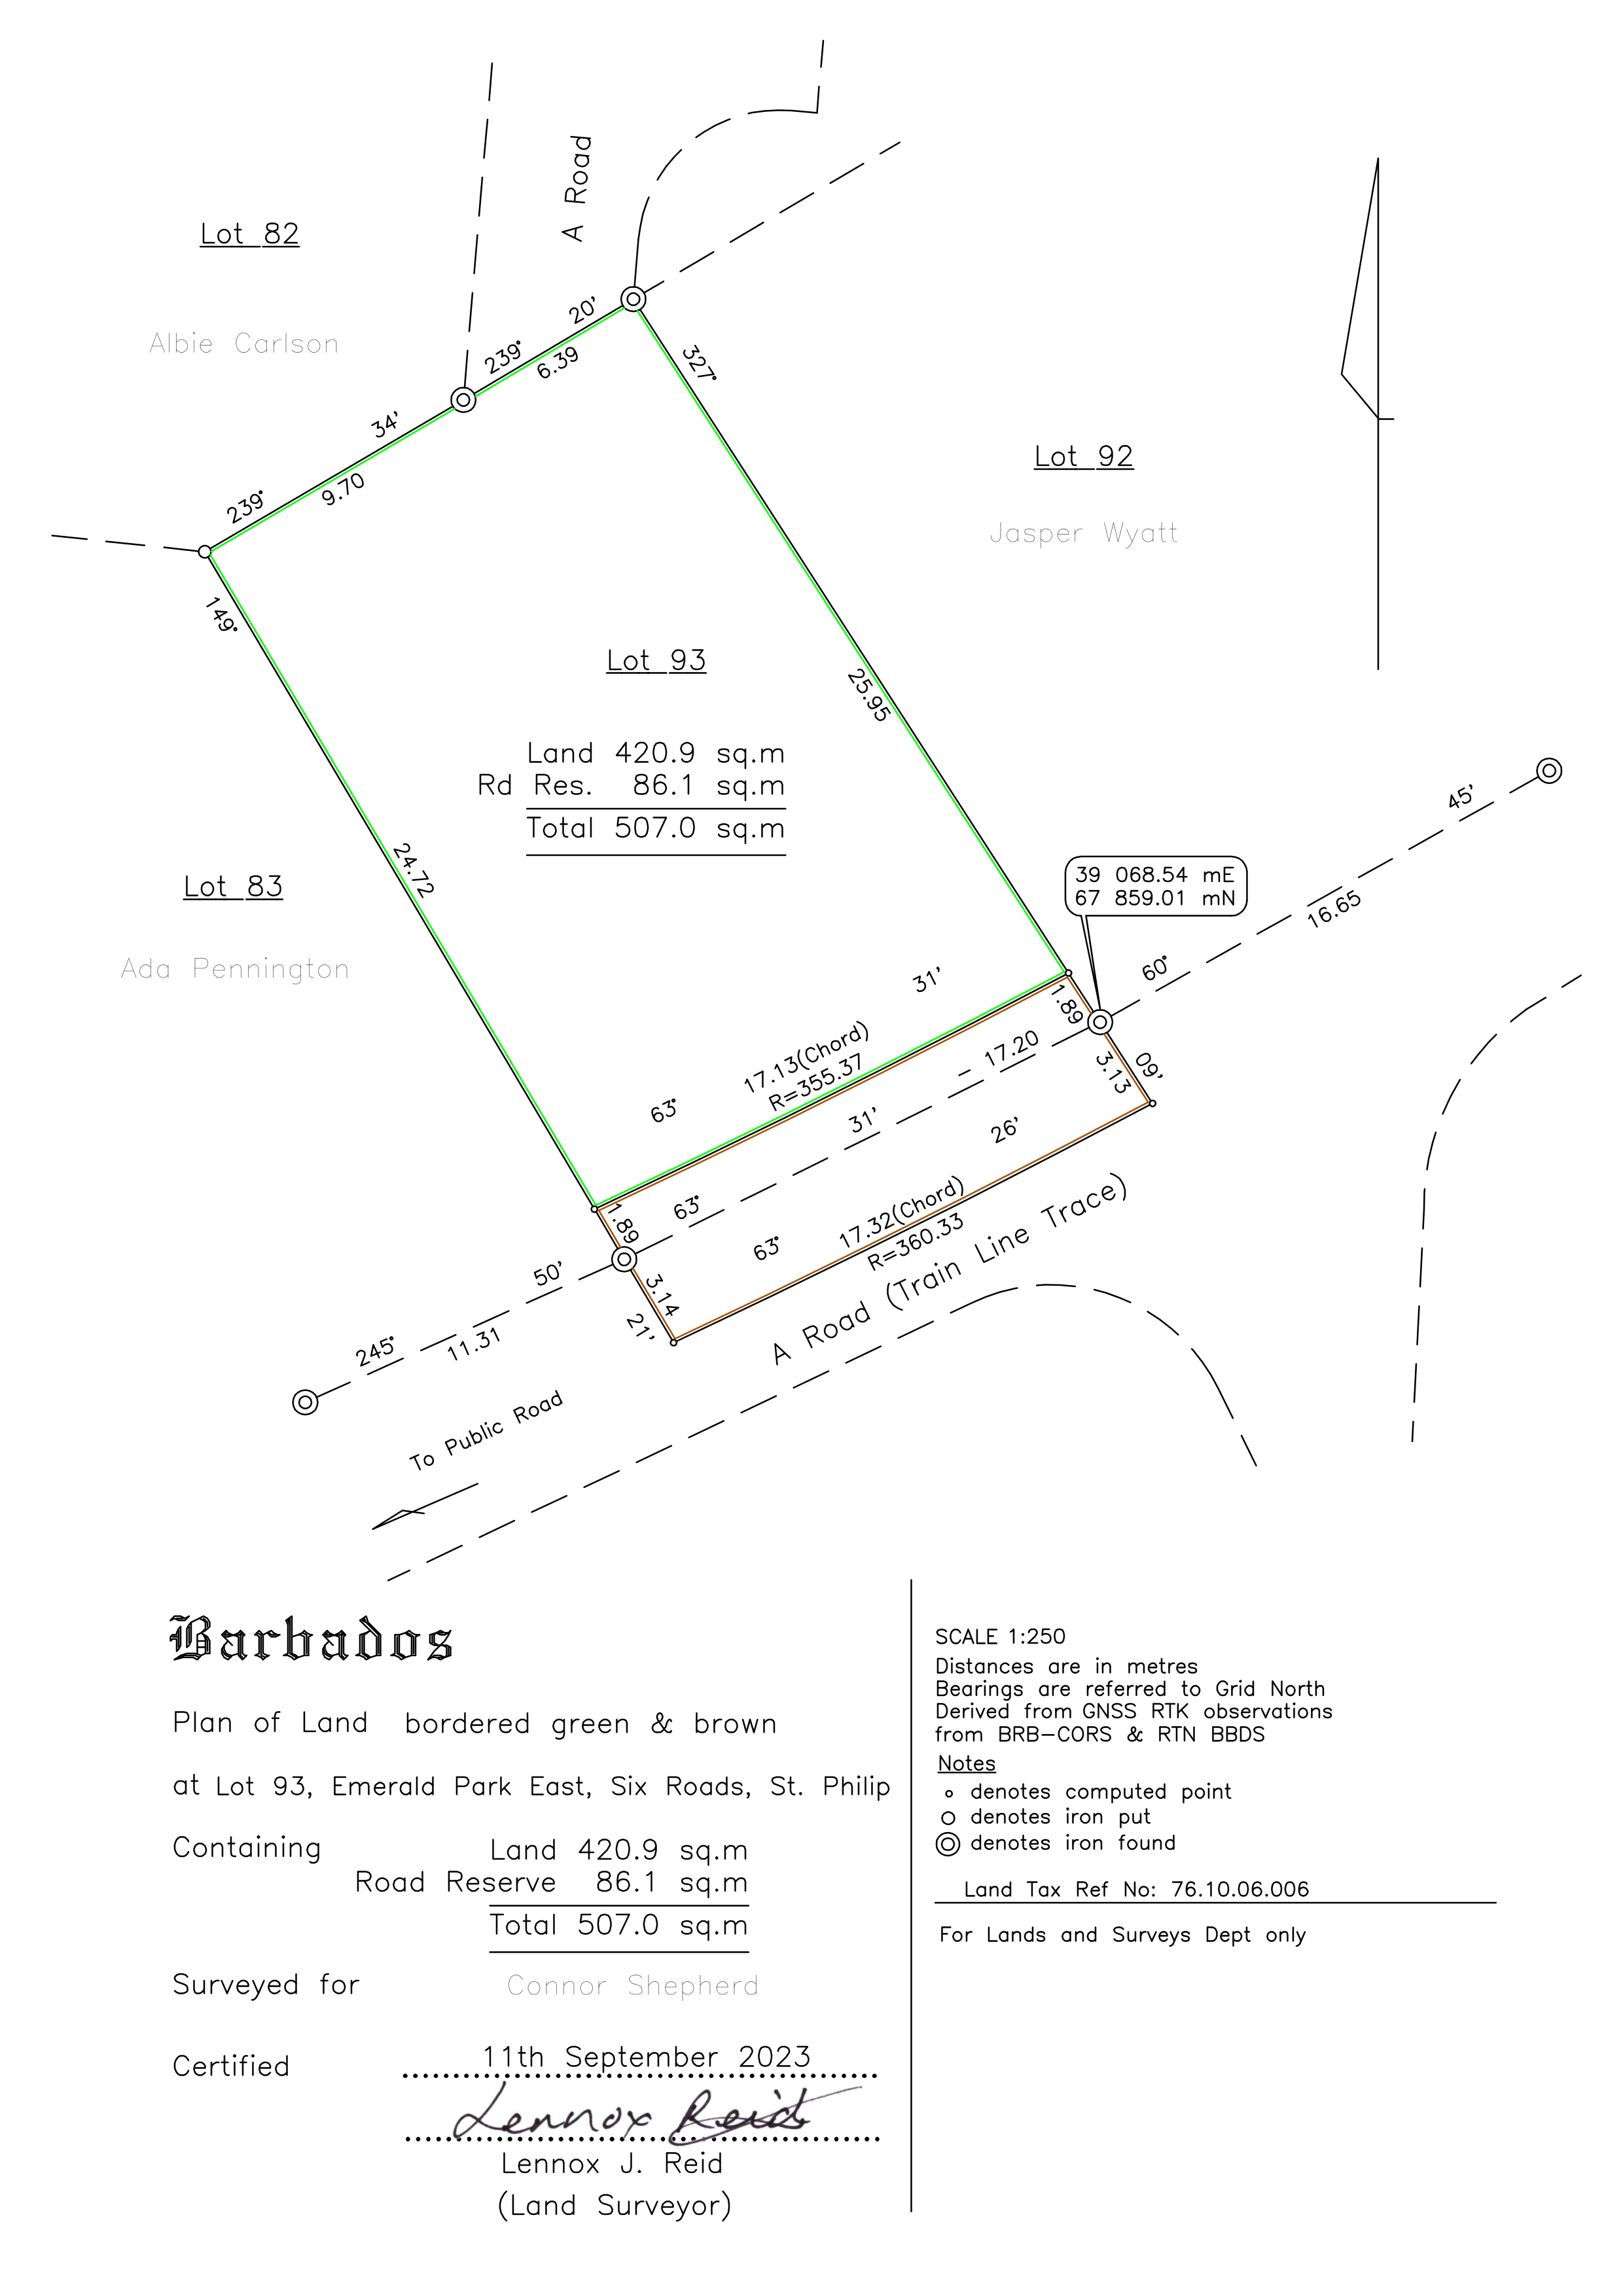 A Road
Lot 82
Albie Carlson
20'
239°
6.39
327°
34'
239°
9.70
149°
Lot 92
Jasper Wyatt
Lot 93
25.95
Land 420.9 sq.m
Rd Res. 86.1 sq.m
Total 507.0 sq.m
24.72
Lot 83
Ada Pennington
45'
39 068.54 mE
67 859.01 mN
16.65
60°
31'
1.89
17.13(Chord)
R=355.37
63°
- 17.20
09'
3.13
31'
26'
63°
1.89
17.32(Chord)
R=360.33
63°
A Road (Train Line Trace)
50'
3.14
21'
245°
11.31
To Public Road
Barbados
Plan of Land bordered green & brown
at Lot 93, Emerald Park East, Six Roads, St. Philip
Containing
Land 420.9 sq.m
Road Reserve 86.1 sq.m
Total 507.0 sq.m
Surveyed for Connor Shepherd
Certified 11th September 2023
Lennox Reid
Lennox J. Reid
(Land Surveyor)
SCALE 1:250
Distances are in metres
Bearings are referred to Grid North
Derived from GNSS RTK observations
from BRB-CORS & RTN BBDS
Notes
denotes computed point
denotes iron put
denotes iron found
Land Tax Ref No: 76.10.06.006
For Lands and Surveys Dept only